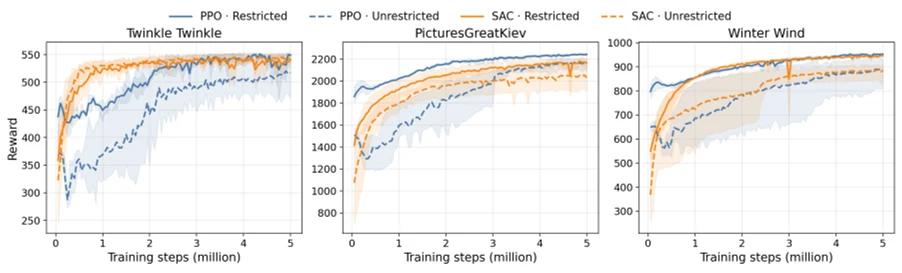 PPO · Restricted PPO · Unrestricted SAC · Restricted SAC · Unrestricted
Twinkle Twinkle
PicturesGreatKiev
Winter Wind
Reward
550
500
450
400
350
300
250
0 1 2 3 4 5
Training steps (million)
2200
2000
1800
1600
1400
1200
1000
800
0 1 2 3 4 5
Training steps (million)
1000
900
800
700
600
500
400
300
0 1 2 3 4 5
Training steps (million)